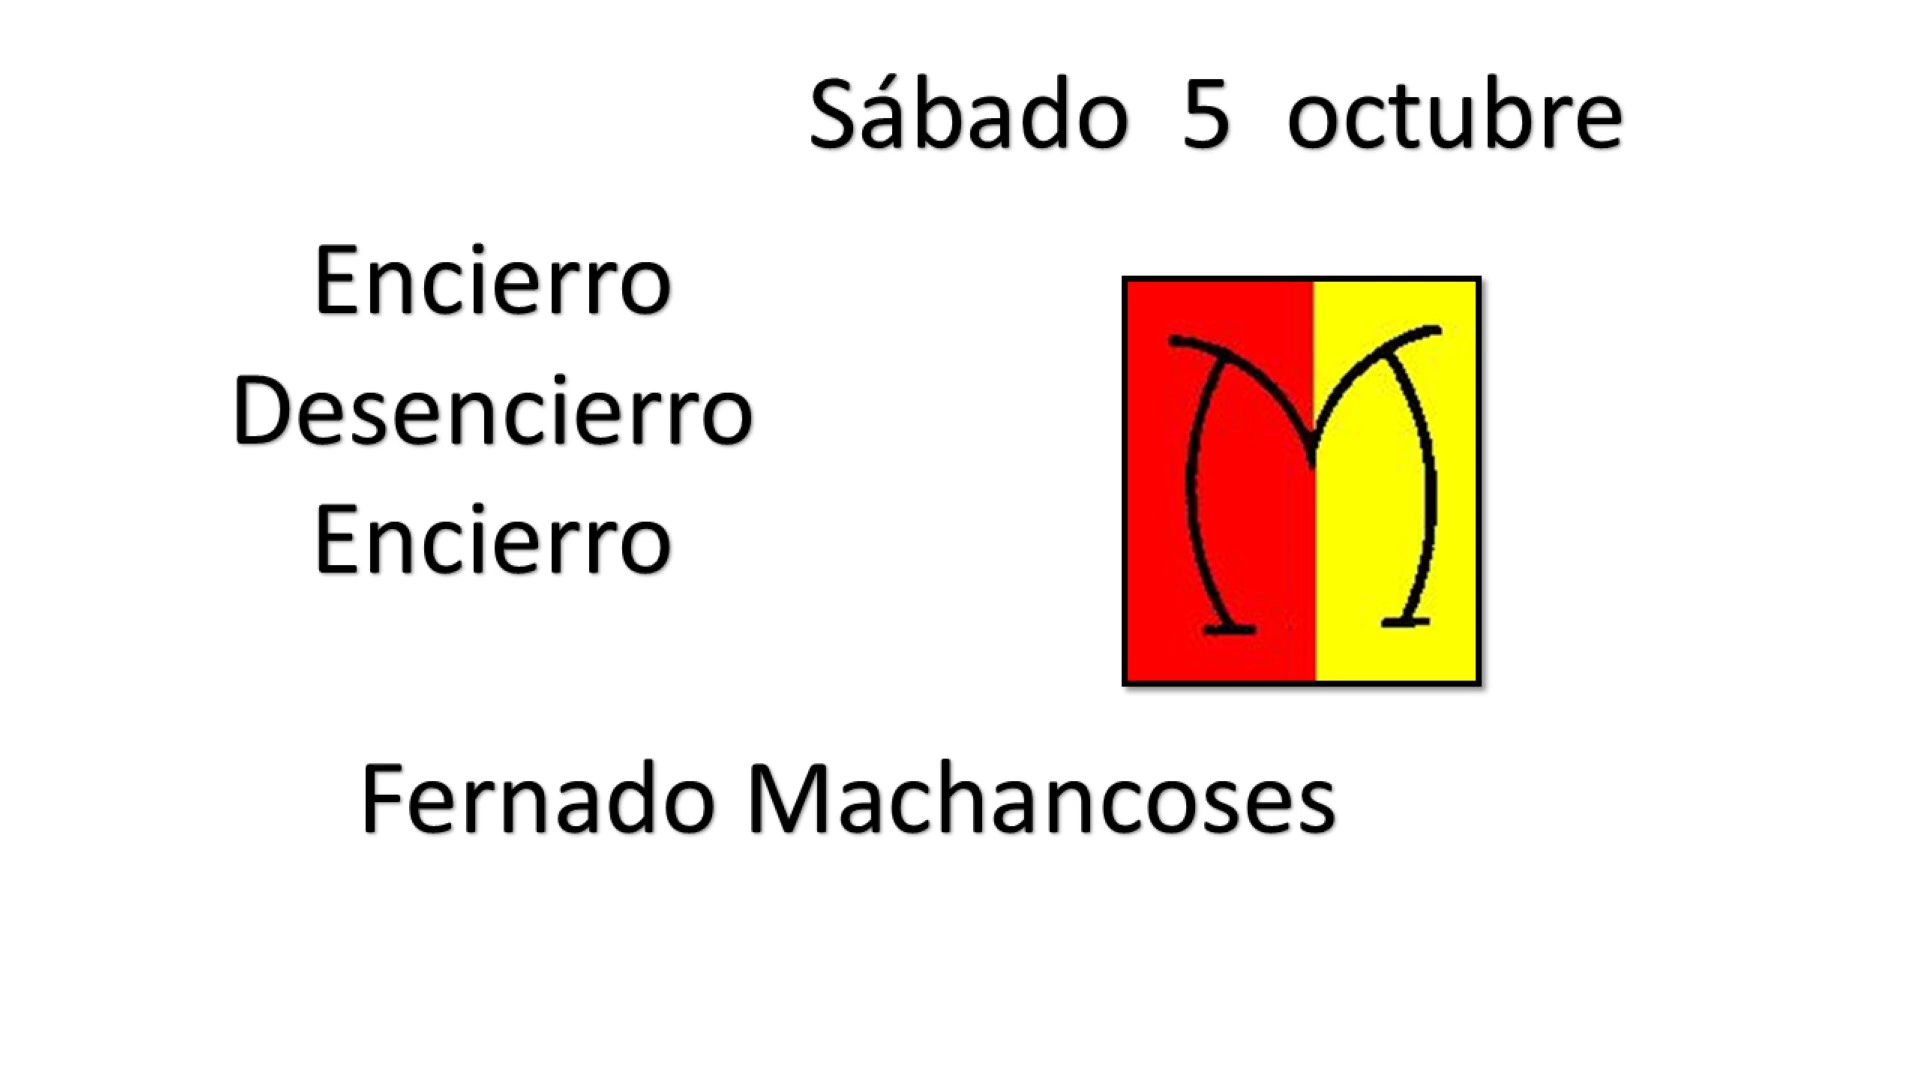 Sábado 5 octubre
Encierro
Desencierro
Encierro
M
Fernado Machancoses